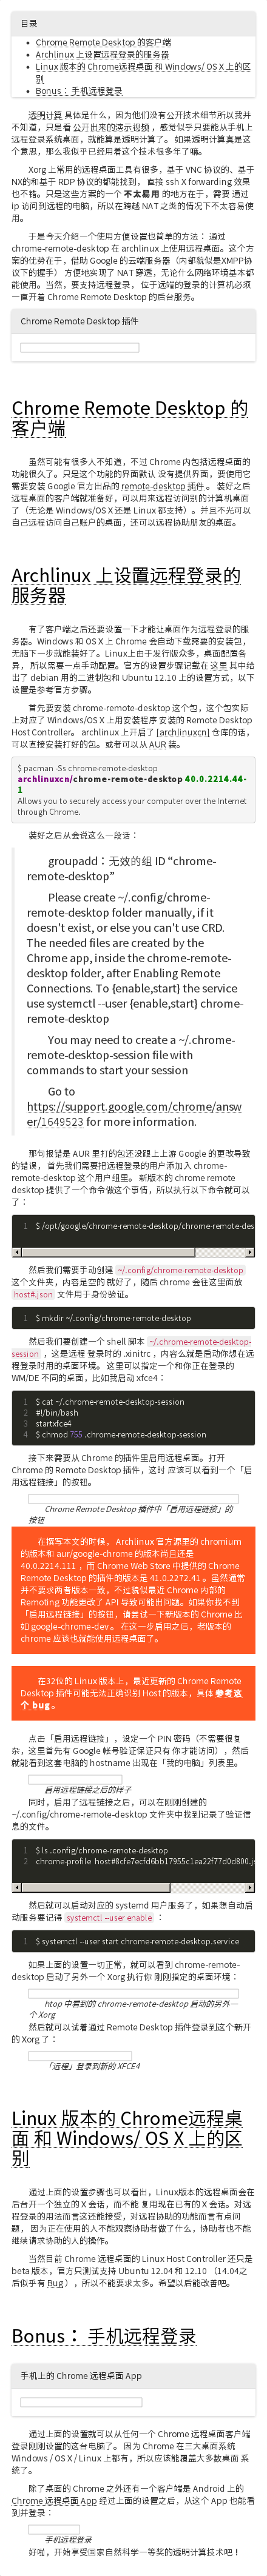 目录
Chrome Remote Desktop 的客户端
Archlinux 上设置远程登录的服务器
Linux 版本的 Chrome远程桌面 和 Windows/ OS X 上的区
别
Bonus： 手机远程登录
透明计算 具体是什么，因为他们没有公开技术细节所以我并
不知道，只是看 公开出来的演示视频 ，感觉似乎只要能从手机上
远程登录系统桌面，就能算是透明计算了。 如果透明计算真是这
个意思，那么我似乎已经用着这个技术很多年了嘛。
Xorg 上常用的远程桌面工具有很多，基于 VNC 协议的、基于
NX的和基于 RDP 协议的都能找到， 直接 ssh X forwarding 效果
也不错。只是这些方案的一个 不太易用 的地方在于，需要 通过
ip 访问到远程的电脑，所以在跨越 NAT 之类的情况下不太容易使
用。
于是今天介绍一个使用方便设置也简单的方法： 通过
chrome-remote-desktop 在 archlinux 上使用远程桌面。这个方
案的优势在于，借助 Google 的云端服务器（内部貌似是XMPP协
议下的握手） 方便地实现了 NAT 穿透，无论什么网络环境基本都
能使用。当然，要支持远程登录， 位于远端的登录的计算机必须
一直开着 Chrome Remote Desktop 的后台服务。
Chrome Remote Desktop 插件
Chrome Remote Desktop 的
客户端
虽然可能有很多人不知道，不过 Chrome 内包括远程桌面的
功能很久了。只是这个功能的界面默认 没有提供界面，要使用它
需要安装 Google 官方出品的 remote-desktop 插件 。 装好之后
远程桌面的客户端就准备好，可以用来远程访问别的计算机桌面
了（无论是 Windows/OS X 还是 Linux 都支持）。并且不光可以
自己远程访问自己账户的桌面，还可以远程协助朋友的桌面。
Archlinux 上设置远程登录的
服务器
有了客户端之后还要设置一下才能让桌面作为远程登录的服
务器。Windows 和 OS X 上 Chrome 会自动下载需要的安装包，
无脑下一步就能装好了。Linux上由于发行版众多，桌面配置各
异， 所以需要一点手动配置。官方的设置步骤记载在 这里 其中给
出了 debian 用的二进制包和 Ubuntu 12.10 上的设置方式，以下
设置是参考官方步骤。
首先要安装 chrome-remote-desktop 这个包，这个包实际
上对应了 Windows/OS X 上用安装程序 安装的 Remote Desktop
Host Controller。 archlinux 上开启了 [archlinuxcn] 仓库的话，
可以直接安装打好的包。或者可以从 AUR 装。
$ pacman -Ss chrome-remote-desktop
archlinuxcn/chrome-remote-desktop 40.0.2214.44-
1
Allows you to securely access your computer over the Internet
through Chrome.
装好之后从会说这么一段话：
groupadd：无效的组 ID “chrome-
remote-desktop”
Please create ~/.config/chrome-
remote-desktop folder manually, if it
doesn't exist, or else you can't use CRD.
The needed files are created by the
Chrome app, inside the chrome-remote-
desktop folder, after Enabling Remote
Connections. To {enable,start} the service
use systemctl --user {enable,start} chrome-
remote-desktop
You may need to create a ~/.chrome-
remote-desktop-session file with
commands to start your session
Go to
https://support.google.com/chrome/answ
er/1649523 for more information.
那句报错是 AUR 里打的包还没跟上上游 Google 的更改导致
的错误， 首先我们需要把远程登录的用户添加入 chrome-
remote-desktop 这个用户组里。 新版本的 chrome remote
desktop 提供了一个命令做这个事情，所以执行以下命令就可以
了：
1 $ /opt/google/chrome-remote-desktop/chrome-remote-des
然后我们需要手动创建 ~/.config/chrome-remote-desktop
这个文件夹，内容是空的 就好了，随后 chrome 会往这里面放
host#.json 文件用于身份验证。
1 $ mkdir ~/.config/chrome-remote-desktop
然后我们要创建一个 shell 脚本 ~/.chrome-remote-desktop-
session ，这是远程 登录时的 .xinitrc ，内容么就是启动你想在远
程登录时用的桌面环境。 这里可以指定一个和你正在登录的
WM/DE 不同的桌面，比如我启动 xfce4：
1 $ cat ~/.chrome-remote-desktop-session
2 #!/bin/bash
3 startxfce4
4 $ chmod 755 .chrome-remote-desktop-session
接下来需要从 Chrome 的插件里启用远程桌面。打开
Chrome 的 Remote Desktop 插件，这时 应该可以看到一个「启
用远程链接」的按钮。
Chrome Remote Desktop 插件中「启用远程链接」的
按钮
在撰写本文的时候， Archlinux 官方源里的 chromium
的版本和 aur/google-chrome 的版本尚且还是
40.0.2214.111 ，而 Chrome Web Store 中提供的 Chrome
Remote Desktop 的插件的版本是 41.0.2272.41 。虽然通常
并不要求两者版本一致，不过貌似最近 Chrome 内部的
Remoting 功能更改了 API 导致可能出问题。如果你找不到
「启用远程链接」的按钮，请尝试一下新版本的 Chrome 比
如 google-chrome-dev 。 在这一步启用之后，老版本的
chrome 应该也就能使用远程桌面了。
在32位的 Linux 版本上，最近更新的 Chrome Remote
Desktop 插件可能无法正确识别 Host 的版本，具体 参考这
个 bug 。
点击「启用远程链接」，设定一个 PIN 密码（不需要很复
杂，这里首先有 Google 帐号验证保证只有 你才能访问），然后
就能看到这套电脑的 hostname 出现在「我的电脑」列表里。
启用远程链接之后的样子
同时，启用了远程链接之后，可以在刚刚创建的
~/.config/chrome-remote-desktop 文件夹中找到记录了验证信
息的文件。
1 $ ls .config/chrome-remote-desktop
2 chrome-profile host#8cfe7ecfd6bb17955c1ea22f77d0d800.js
然后就可以启动对应的 systemd 用户服务了，如果想自动启
动服务要记得 systemctl --user enable ：
1 $ systemctl --user start chrome-remote-desktop.service
如果上面的设置一切正常，就可以看到 chrome-remote-
desktop 启动了另外一个 Xorg 执行你 刚刚指定的桌面环境：
htop 中看到的 chrome-remote-desktop 启动的另外一
个 Xorg
然后就可以试着通过 Remote Desktop 插件登录到这个新开
的 Xorg 了：
「远程」登录到新的 XFCE4
Linux 版本的 Chrome远程桌
面 和 Windows/ OS X 上的区
别
通过上面的设置步骤也可以看出，Linux版本的远程桌面会在
后台开一个独立的 X 会话，而不能 复用现在已有的 X 会话。对远
程登录的用法而言这还能接受，对远程协助的功能而言有点问
题， 因为正在使用的人不能观察协助者做了什么，协助者也不能
继续请求协助的人的操作。
当然目前 Chrome 远程桌面的 Linux Host Controller 还只是
beta 版本，官方只测试支持 Ubuntu 12.04 和 12.10 （14.04之
后似乎有 Bug ），所以不能要求太多。希望以后能改善吧。
Bonus： 手机远程登录
手机上的 Chrome 远程桌面 App
通过上面的设置就可以从任何一个 Chrome 远程桌面客户端
登录刚刚设置的这台电脑了。 因为 Chrome 在三大桌面系统
Windows / OS X / Linux 上都有，所以应该能覆盖大多数桌面 系
统了。
除了桌面的 Chrome 之外还有一个客户端是 Android 上的
Chrome 远程桌面 App 经过上面的设置之后，从这个 App 也能看
到并登录：
手机远程登录
好啦，开始享受国家自然科学一等奖的透明计算技术吧！